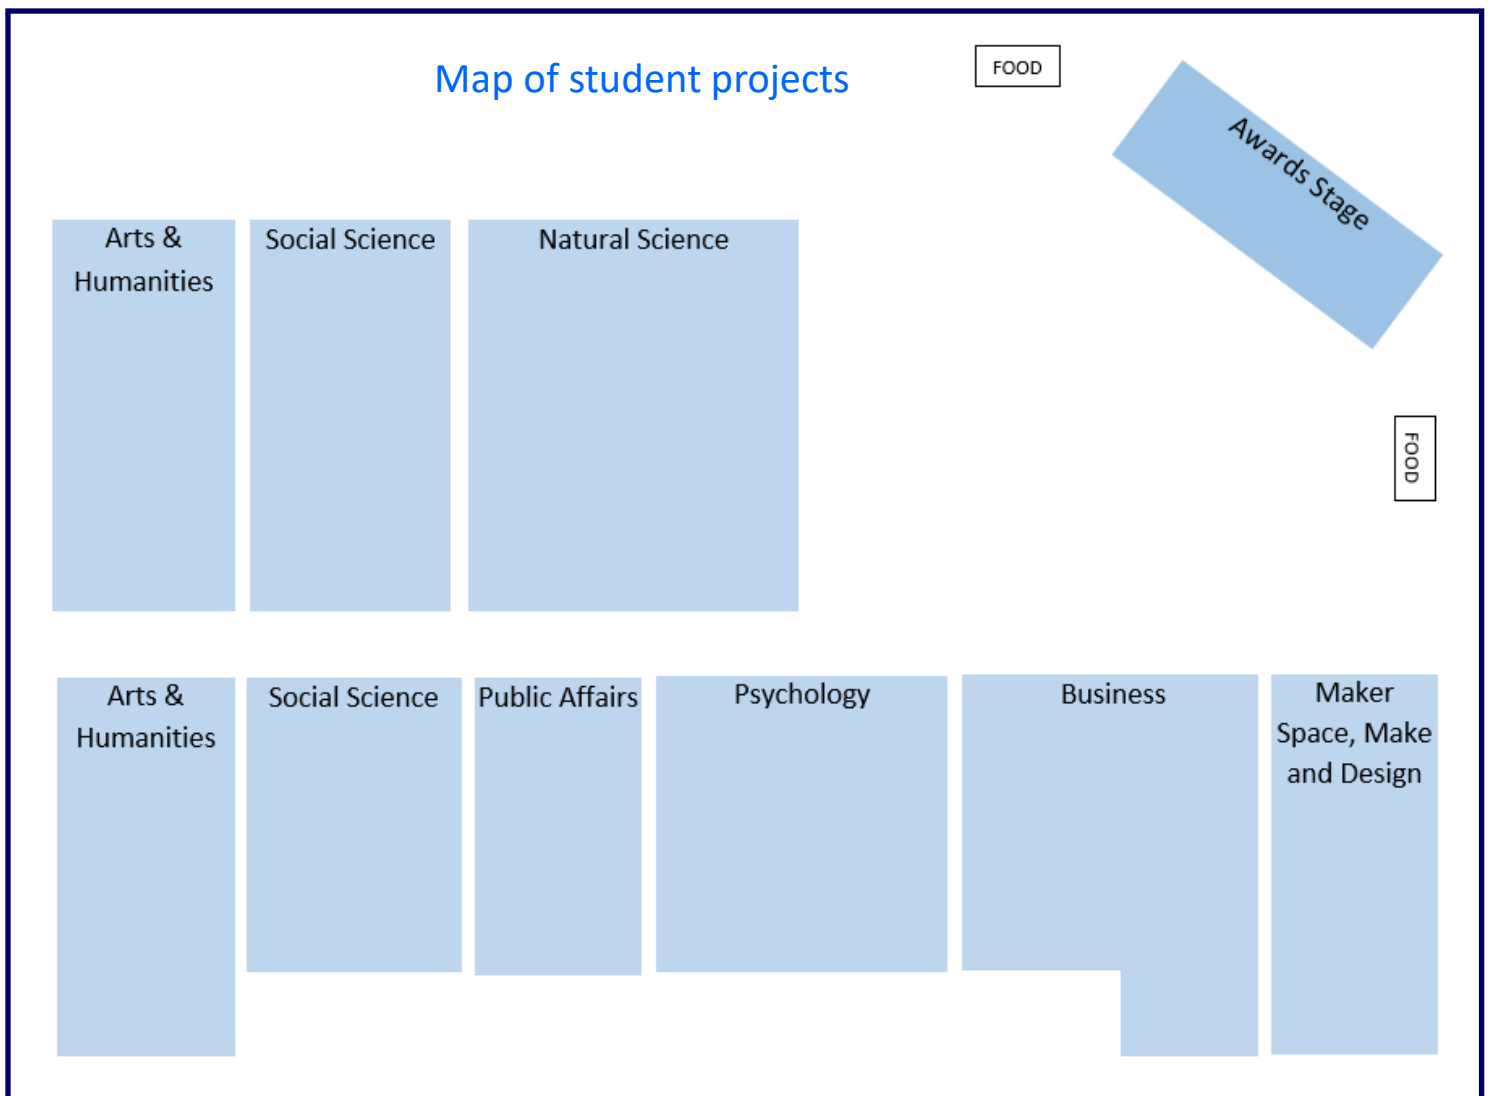 Map of student projects
FOOD
Awards Stage
Arts &
Humanities
Social Science
Natural Science
FOOD
Arts &
Humanities
Social Science
Public Affairs
Psychology
Business
Maker
Space, Make
and Design